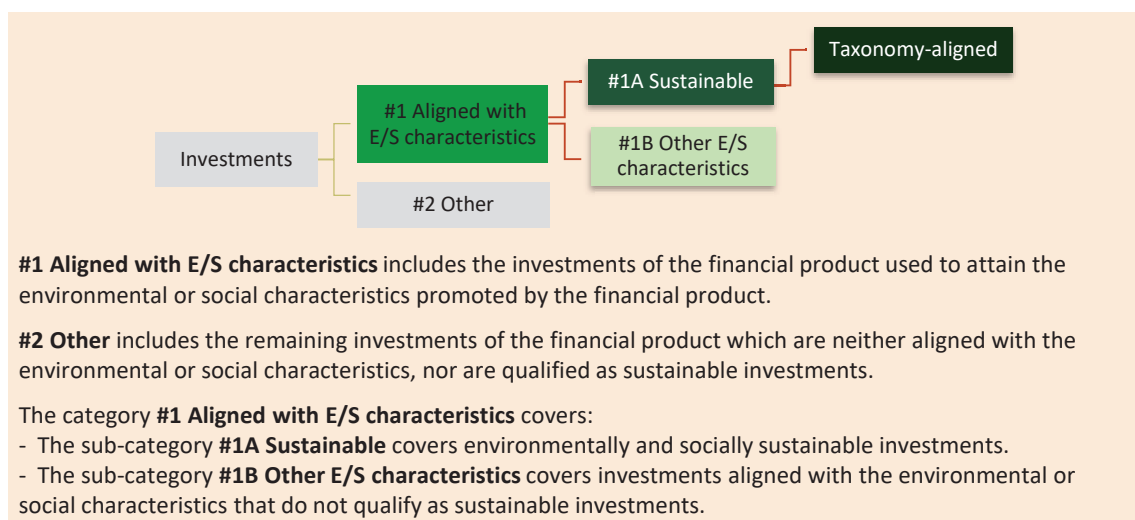 Taxonomy-aligned
#1A Sustainable
#1 Aligned with
E/S characteristics
#1B Other E/S
characteristics
Investments
#2 Other
#1 Aligned with E/S characteristics includes the investments of the financial product used to attain the
environmental or social characteristics promoted by the financial product.
#2 Other includes the remaining investments of the financial product which are neither aligned with the
environmental or social characteristics, nor are qualified as sustainable investments.
The category #1 Aligned with E/S characteristics covers:
- The sub-category #1A Sustainable covers environmentally and socially sustainable investments.
- The sub-category #1B Other E/S characteristics covers investments aligned with the environmental or
social characteristics that do not qualify as sustainable investments.